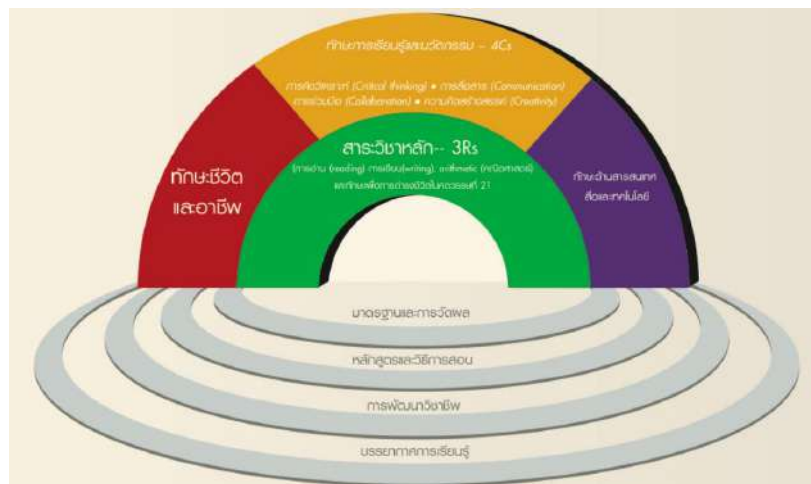 ทักษะการเรียนรู้และนวัตกรรม - 4Cs
การคิดวิเคราะห์ (Critical thinking) • การสื่อสาร (Communication)
การร่วมมือ (Collaboration) • ความคิดสร้างสรรค์ (Creativity)
สาระวิชาหลัก-- 3Rs
(การอ่าน (reading) การเขียน(writing), arithmetic (คณิตศาสตร์)
และทักษะเพื่อการดำรงชีวิตในศตวรรษที่ 21
ทักษะชีวิต
และอาชีพ
ทักษะด้านสารสนเทศ
สื่อและเทคโนโลยี
มาตรฐานและการวัดผล
หลักสูตรและวิธีการสอน
การพัฒนาวิชาชีพ
บรรยากาศการเรียนรู้